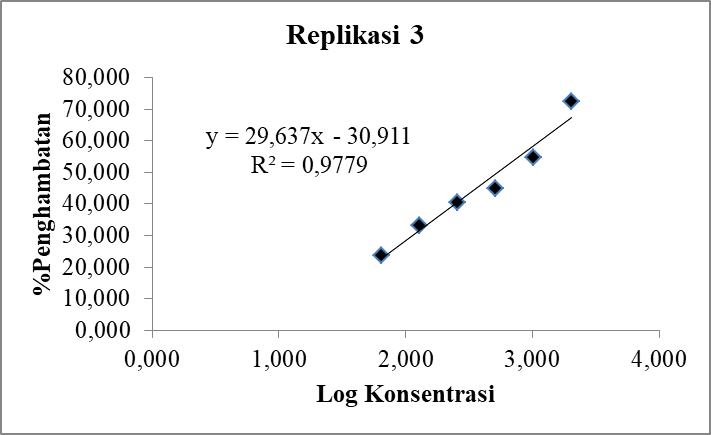 Replikasi 3
80,000
70,000
60,000
50,000
40,000
30,000
20,000
10,000
0,000
%Penghambatan
y = 29,637x - 30,911
R² = 0,9779
0,000 1,000 2,000 3,000 4,000
Log Konsentrasi